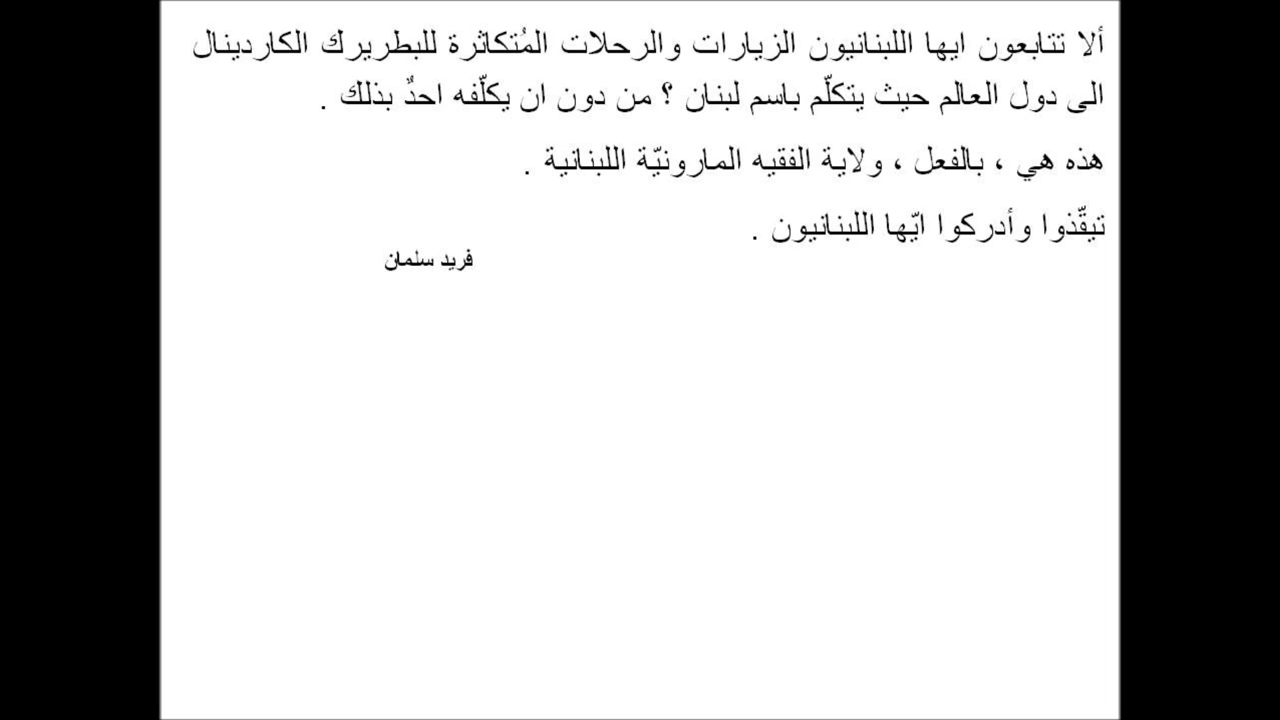 ألا تتابعون ايها اللبنانيون الزيارات والرحلات المُتكاثرة للبطريرك الكاردينال
الى دول العالم حيث يتكلّم باسم لبنان ؟ من دون ان يكلّفه احدٌ بذلك .
هذه هي ، بالفعل ، ولاية الفقيه المارونيّة اللبنانية .
تيقّذوا وأدركوا ايّها اللبنانيون .
فريد سلمان